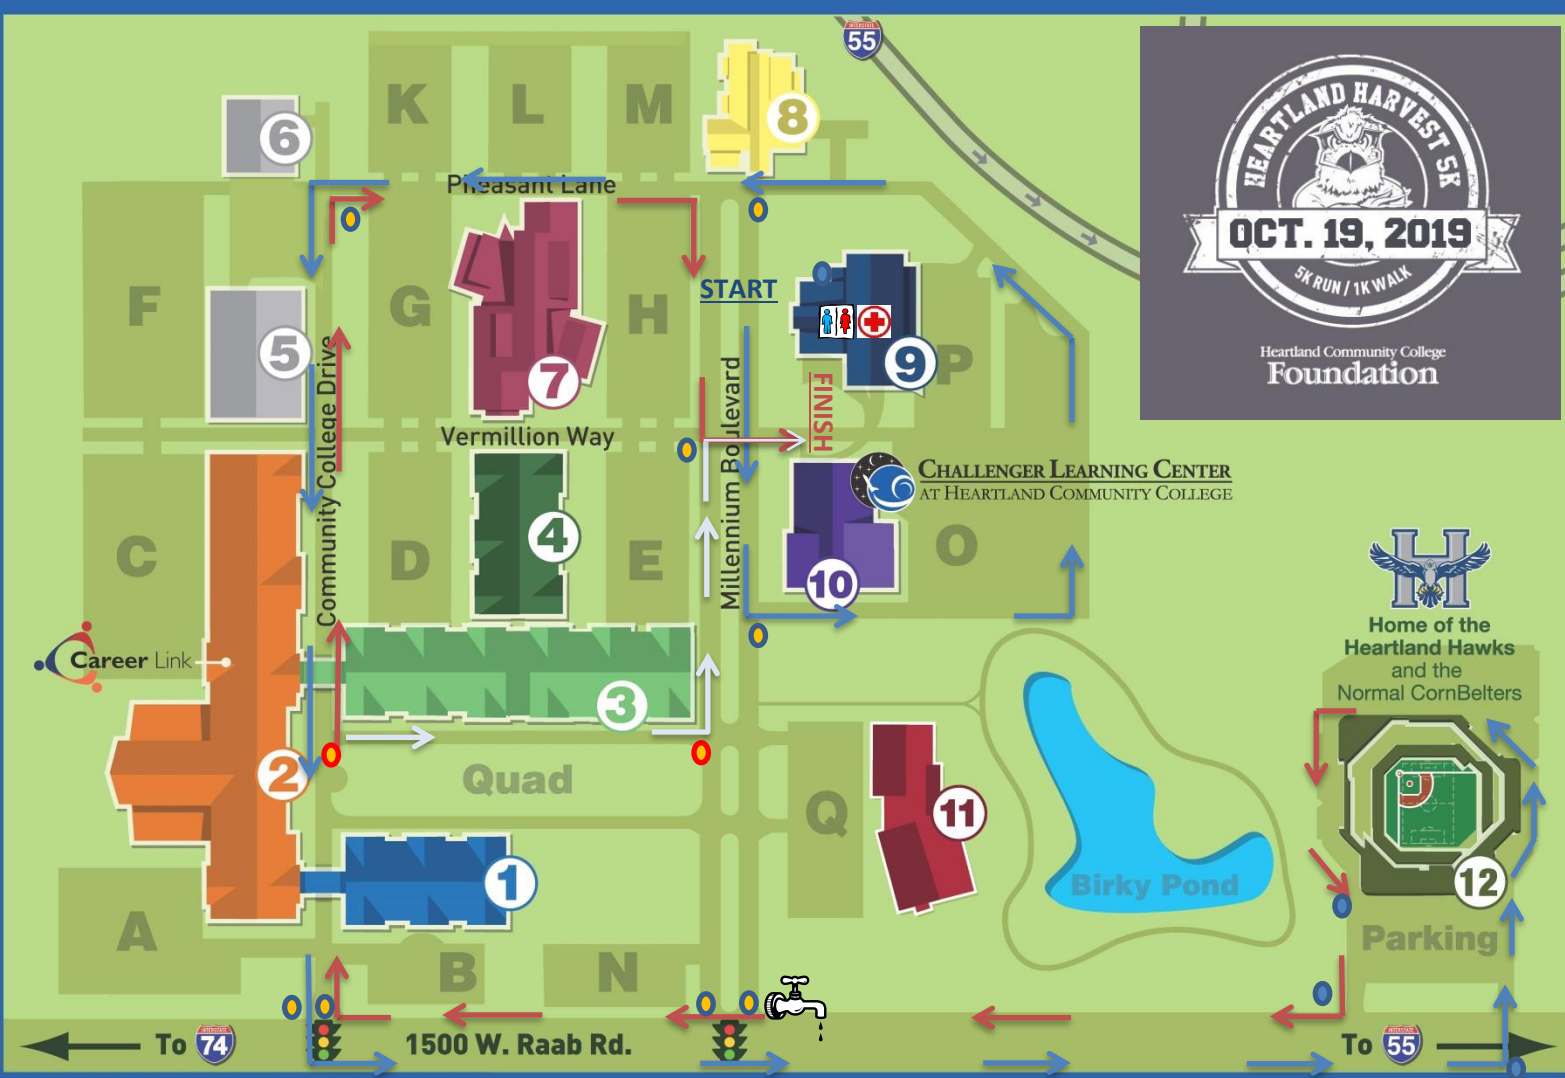 INTERSTATE
55
HEARTLAND HARVEST 5K
OCT. 19, 2019
5K RUN / 1K WALK
Heartland Community College
Foundation
K
L
M
8
6
Pheasant Lane
F
G
H
START
5
7
9
P
FINISH
Community College Drive
Millennium Boulevard
Vermillion Way
CHALLENGER LEARNING CENTER
AT HEARTLAND COMMUNITY COLLEGE
C
D
4
E
10
O
H
Home of the
Heartland Hawks
and the
Normal CornBelters
Career Link
3
2
Quad
Q
11
12
1
Birky Pond
A
B
N
Parking
To INTERSTATE 74
1500 W. Raab Rd.
To INTERSTATE 55